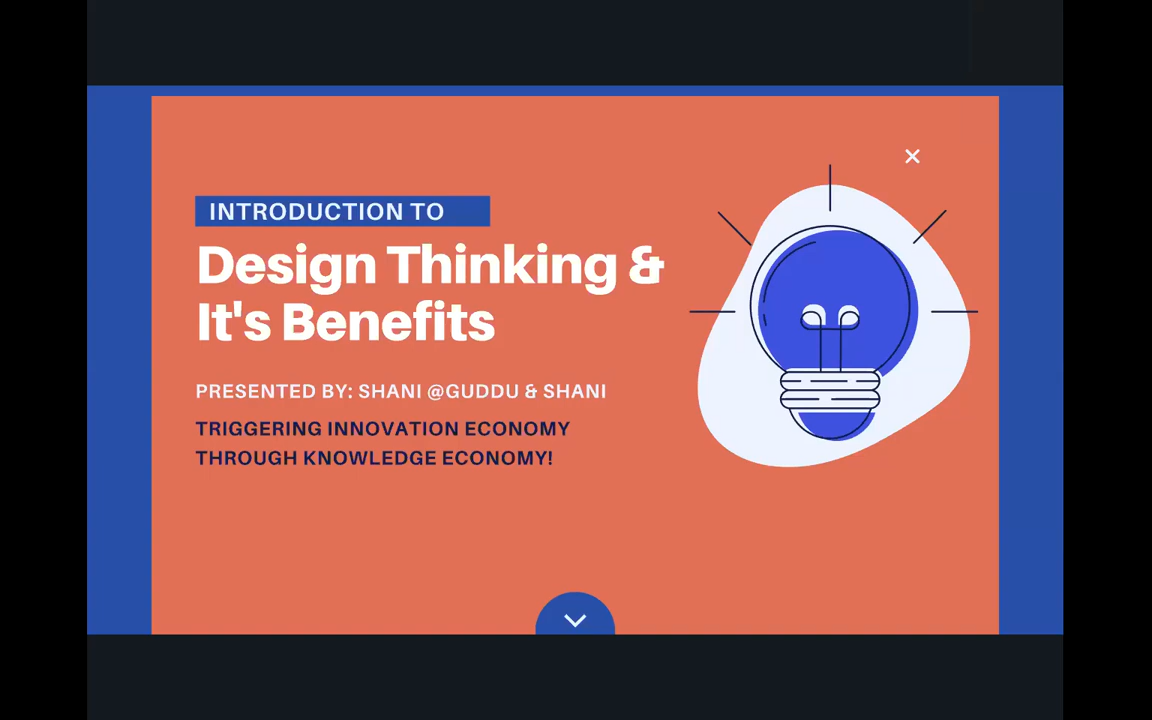 INTRODUCTION TO
Design Thinking &
It's Benefits
PRESENTED BY: SHANI @GUDDU & SHANI
TRIGGERING INNOVATION ECONOMY
THROUGH KNOWLEDGE ECONOMY!